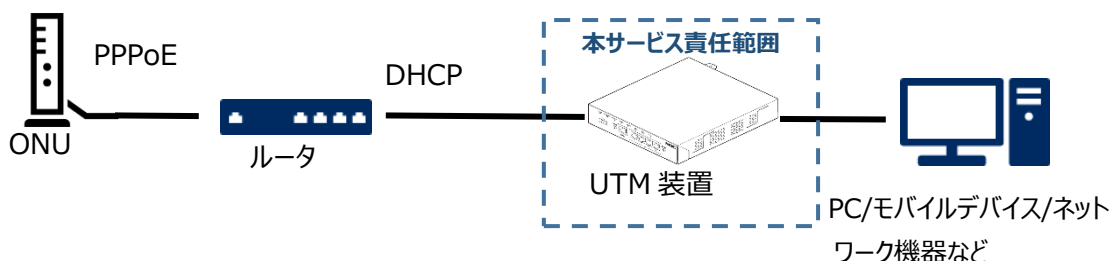 本サービス責任範囲
PPPoE
DHCP
ONU
ルータ
UTM 装置
PC/モバイルデバイス/ネット
ワーク機器など